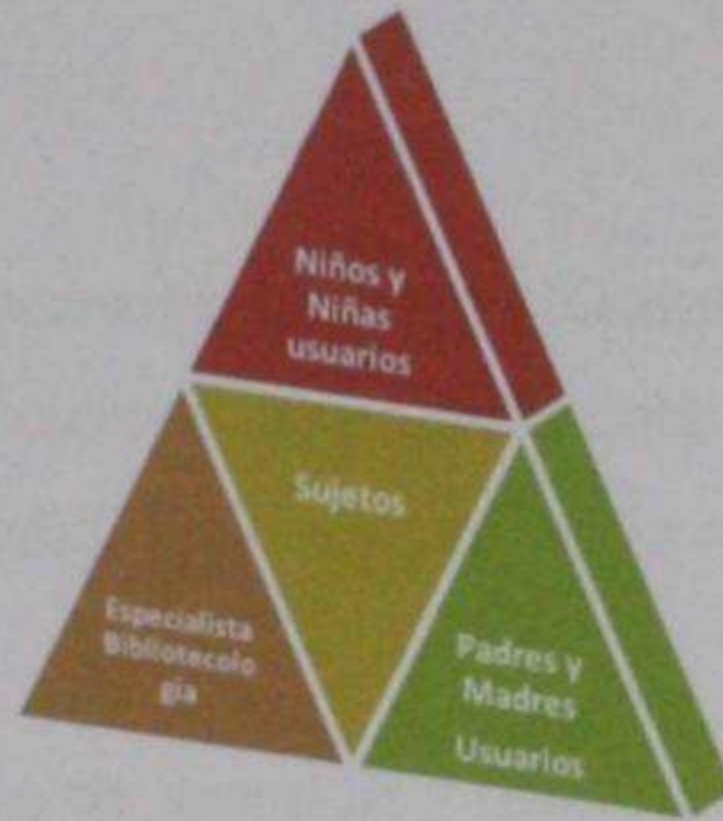 Niños y
Niñas
usuarios
Sujetos
Especialista
Bibliotecolo
gia
Padres y
Madres
Usuarios